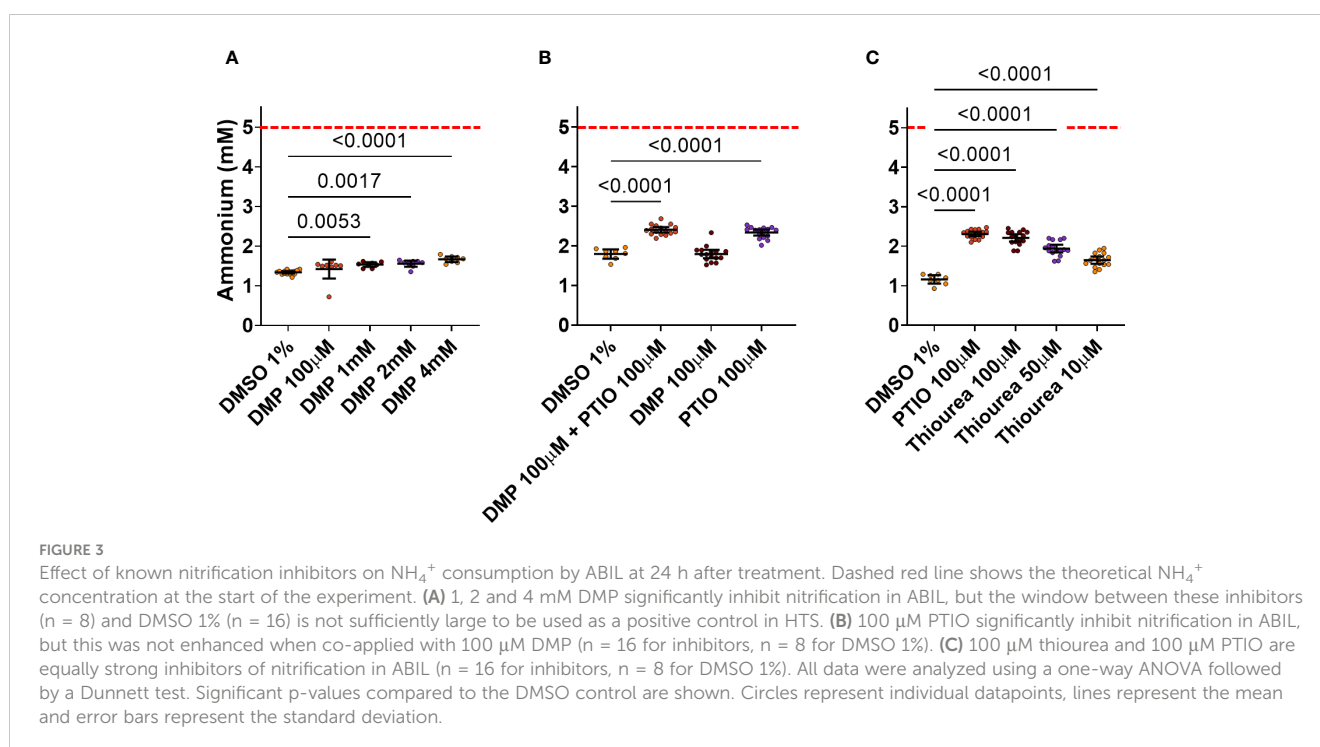 A
B
C
Ammonium (mM)
5
4
3
2
1
0
<0.0001
0.0017
0.0053
DMSO 1%
DMP 100µM
DMP 1mM
DMP 2mM
DMP 4mM
5
4
3
2
1
0
<0.0001
<0.0001
DMSO 1%
DMP 100µM + PTIO 100µM
DMP 100µM
PTIO 100µM
5
4
3
2
1
0
<0.0001
<0.0001
<0.0001
<0.0001
DMSO 1%
PTIO 100µM
Thiourea 100µM
Thiourea 50µM
Thiourea 10µM
FIGURE 3
Effect of known nitrification inhibitors on NH₄⁺ consumption by ABIL at 24 h after treatment. Dashed red line shows the theoretical NH₄⁺
concentration at the start of the experiment. (A) 1, 2 and 4 mM DMP significantly inhibit nitrification in ABIL, but the window between these inhibitors
(n = 8) and DMSO 1% (n = 16) is not sufficiently large to be used as a positive control in HTS. (B) 100 µM PTIO significantly inhibit nitrification in ABIL,
but this was not enhanced when co-applied with 100 µM DMP (n = 16 for inhibitors, n = 8 for DMSO 1%). (C) 100 µM thiourea and 100 µM PTIO are
equally strong inhibitors of nitrification in ABIL (n = 16 for inhibitors, n = 8 for DMSO 1%). All data were analyzed using a one-way ANOVA followed
by a Dunnett test. Significant p-values compared to the DMSO control are shown. Circles represent individual datapoints, lines represent the mean
and error bars represent the standard deviation.